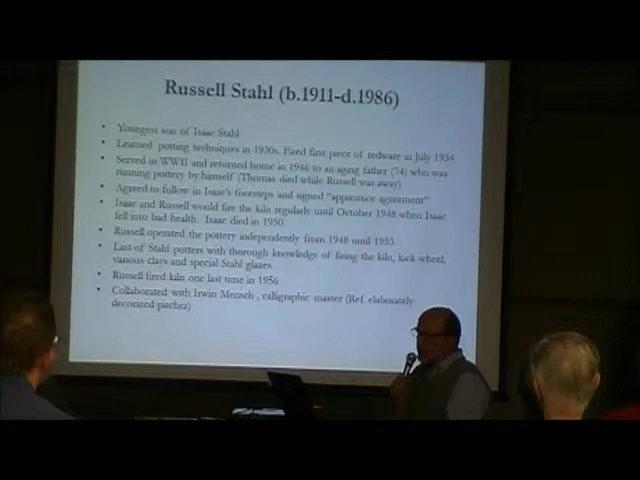 Russell Stahl (b.1911-d.1986)
• Youngest son of Isaac Stahl
• Learned potting techniques in 1930s. Fired first piece of redware in July 1934
• Served in WWII and returned home in 1946 to an aging father (74) who was
running pottery by himself (Thomas died while Russell was away)
• Agreed to follow in Isaac's footsteps and signed "apprentice agreement"
• Isaac and Russell would fire the kiln regularly until October 1948 when Isaac
fell into bad health. Isaac died in 1950.
• Russell operated the pottery independently from 1948 until 1953.
• Last of Stahl potters with thorough knowledge of firing the kiln, kick wheel,
various clays and special Stahl glazes
• Russell fired kiln one last time in 1956
• Collaborated with Irwin Mensch , calligraphic master (Ref. elaborately
decorated pitcher)